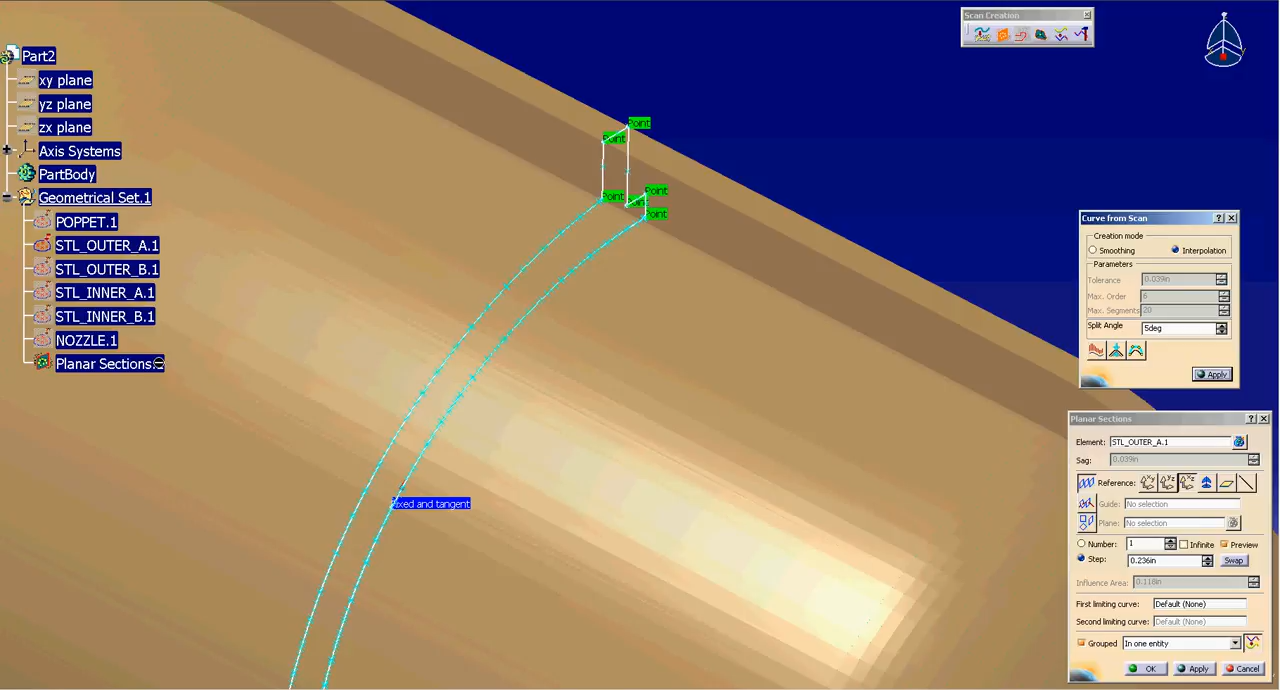 Scan Creation
Part2
xy plane
yz plane
zx plane
Axis Systems
PartBody
Geometrical Set.1
POPPET.1
STL_OUTER_A.1
STL_OUTER_B.1
STL_INNER_A.1
STL_INNER_B.1
NOZZLE.1
Planar Sections.
Point
Point
Point
Point
Point
Point
fixed and tangent
Curve from Scan
Creation mode
Smoothing Interpolation
Parameters
Tolerance 0.039in
Max. Order 6
Max. Segments 20
Split Angle 5deg
Apply
Planar Sections
Element: STL_OUTER_A.1
Sag: 0.039in
Reference:
Guide: No selection
Plane: No selection
Number: 1 Infinite Preview
Step: 0.236in Swap
Influence Area: 0.118in
First limiting curve: Default (None)
Second limiting curve: Default (None)
Grouped In one entity
OK Apply Cancel